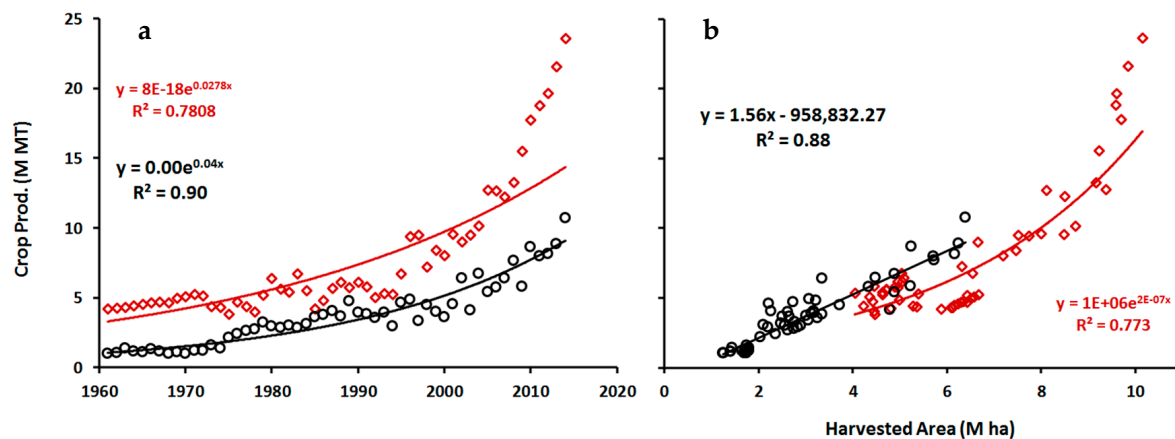 a
y = 8E-18e^0.0278x
R² = 0.7808
y = 0.00e^0.04x
R² = 0.90
Crop Prod. (M MT)
25
20
15
10
5
0
1960
1970
1980
1990
2000
2010
2020
b
y = 1.56x - 958,832.27
R² = 0.88
y = 1E+06e^2E-07x
R² = 0.773
0
2
4
6
8
10
Harvested Area (M ha)